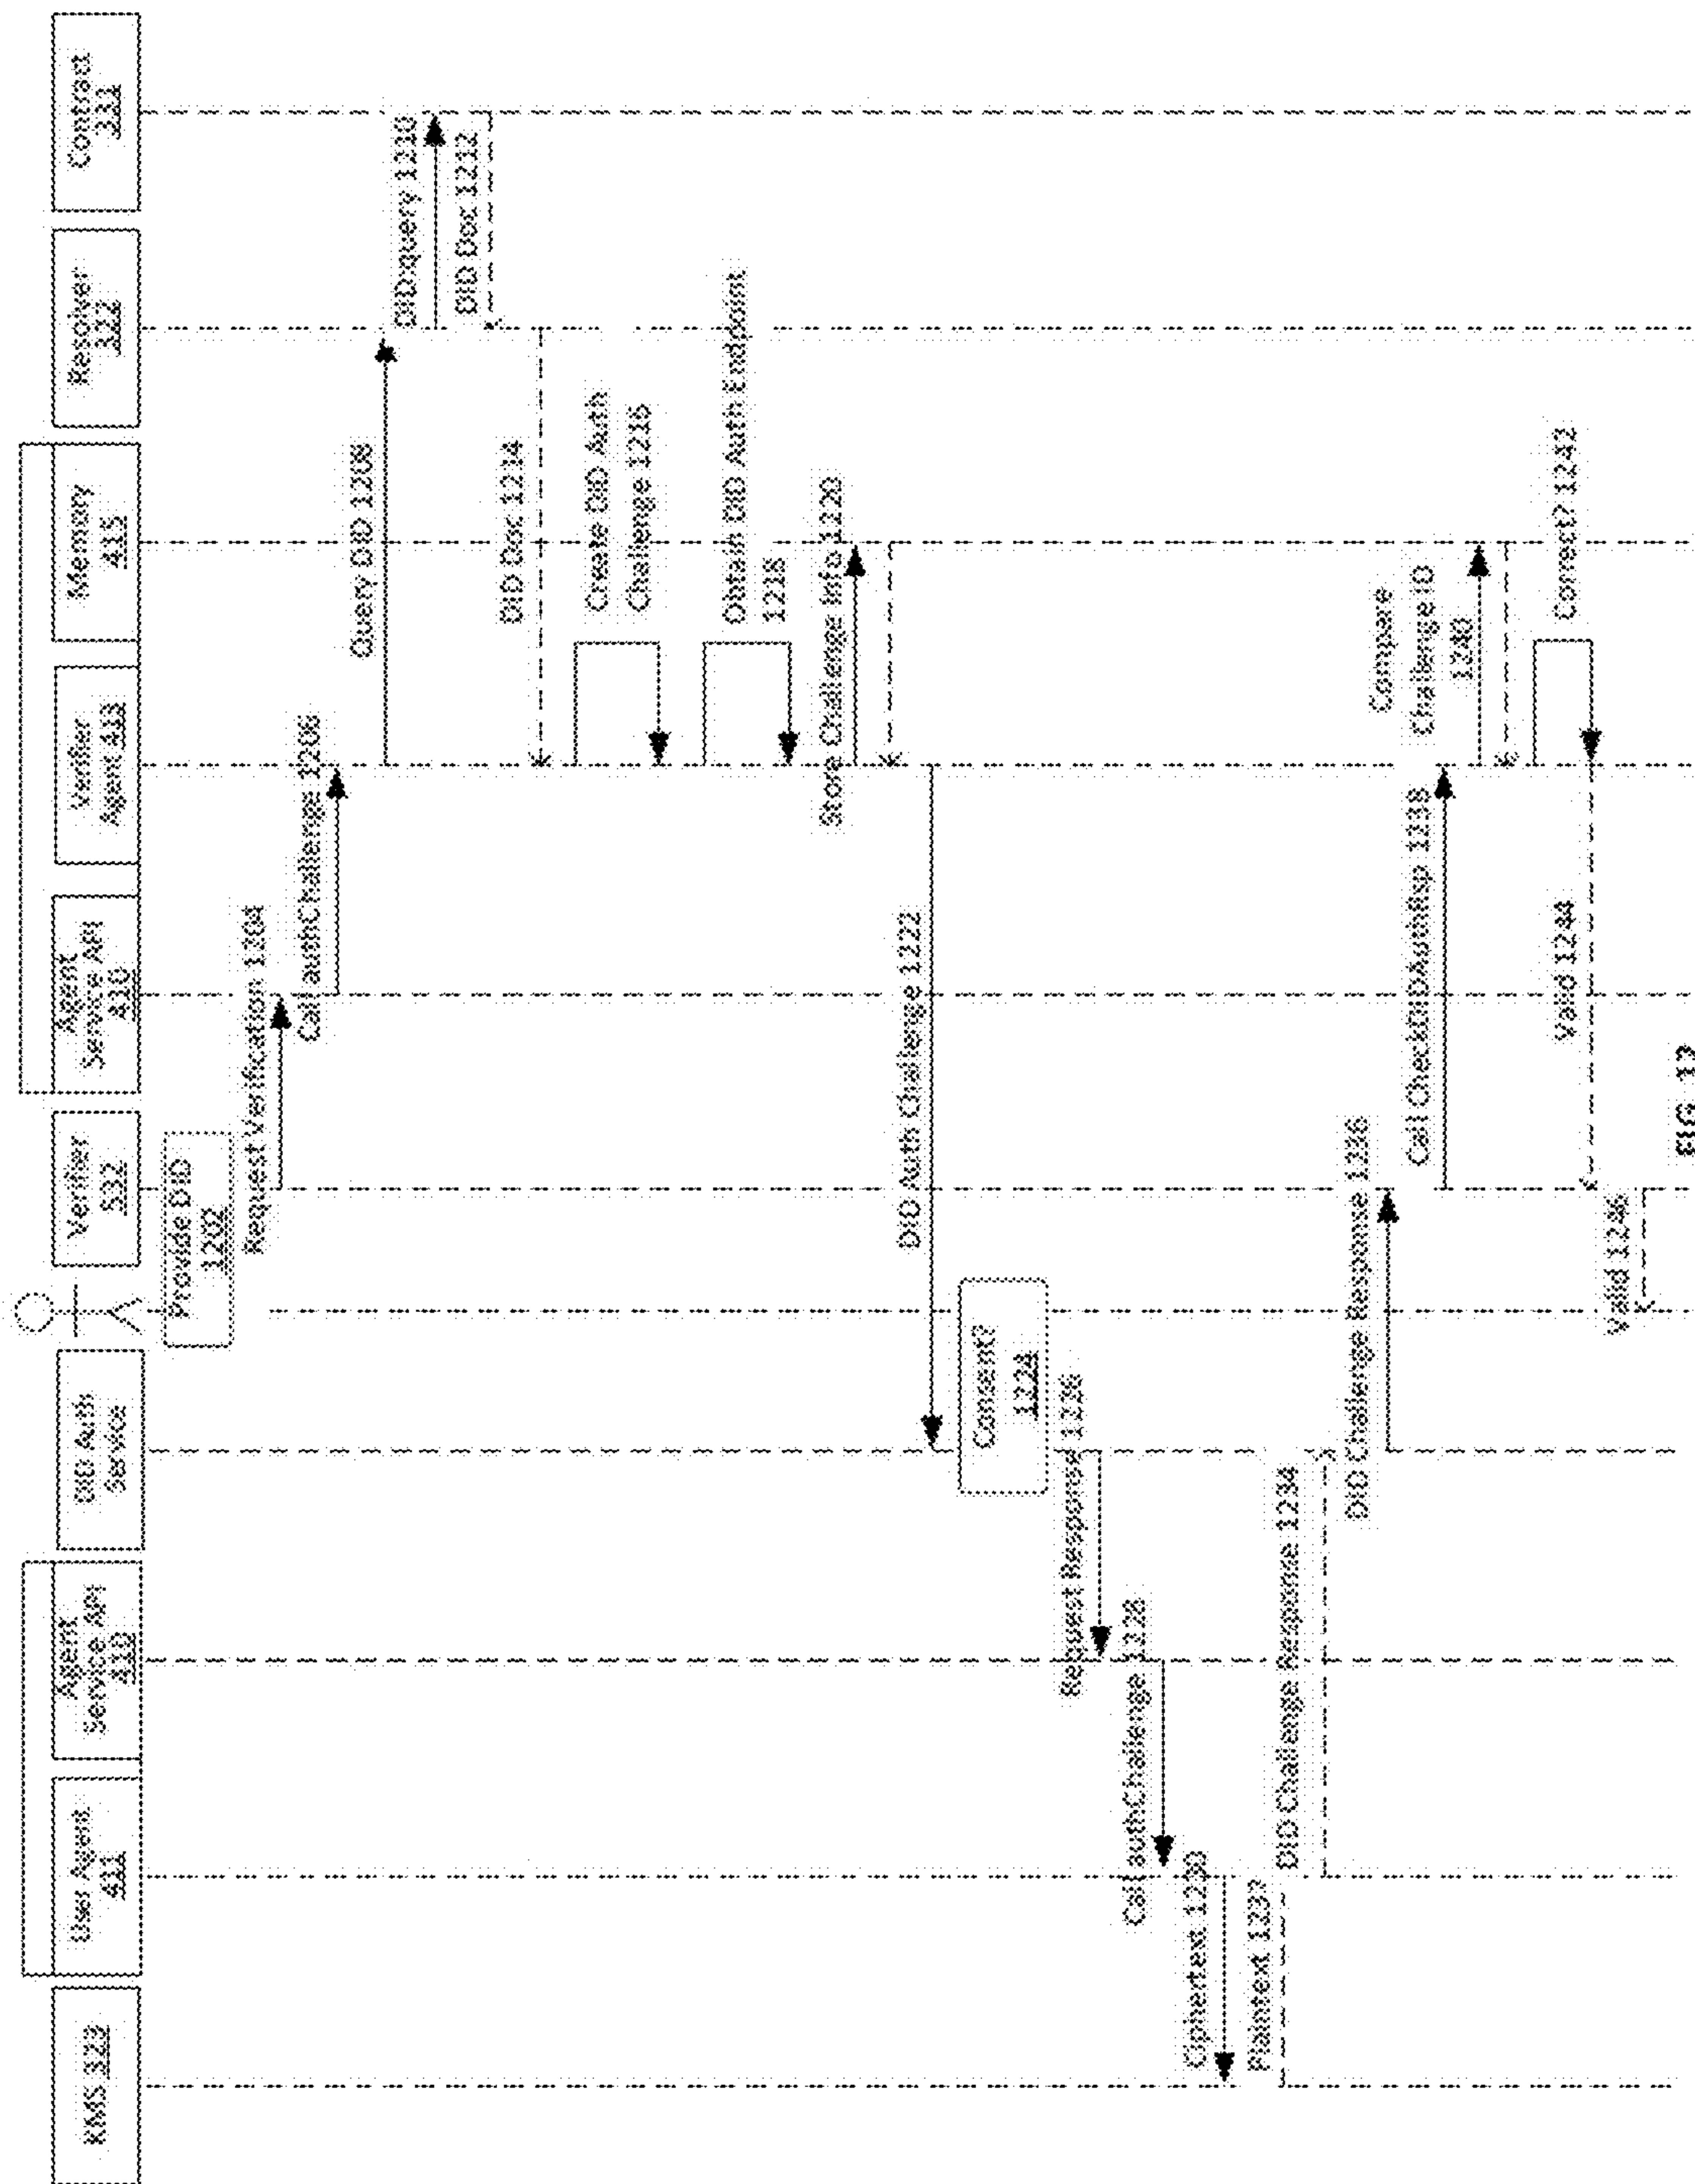 KMS 323
User Agent
411
Agent
Service API
410
DID Auth
Service
Verifier
532
Agent
Service API
410
Verifier
Agent 413
Memory
415
Resolver
322
Contract
331
Provide DID
1202
Request Verification 1204
Call authChallenge 1206
Query DID 1208
DID query 1210
DID Doc 1212
DID Doc 1214
Create DID Auth
Challenge 1216
Obtain DID Auth Endpoint
1218
Store Challenge Info 1220
DID Auth Challenge 1222
Consent?
1224
Request Response 1226
Call authChallenge 1228
Ciphertext 1230
Plaintext 1232
DID Challenge Response 1234
DID Challenge Response 1236
Call CheckDIDAuthRsp 1238
Compare
Challenge ID
1240
Correct? 1242
Valid 1244
Valid 1246
FIG. 12